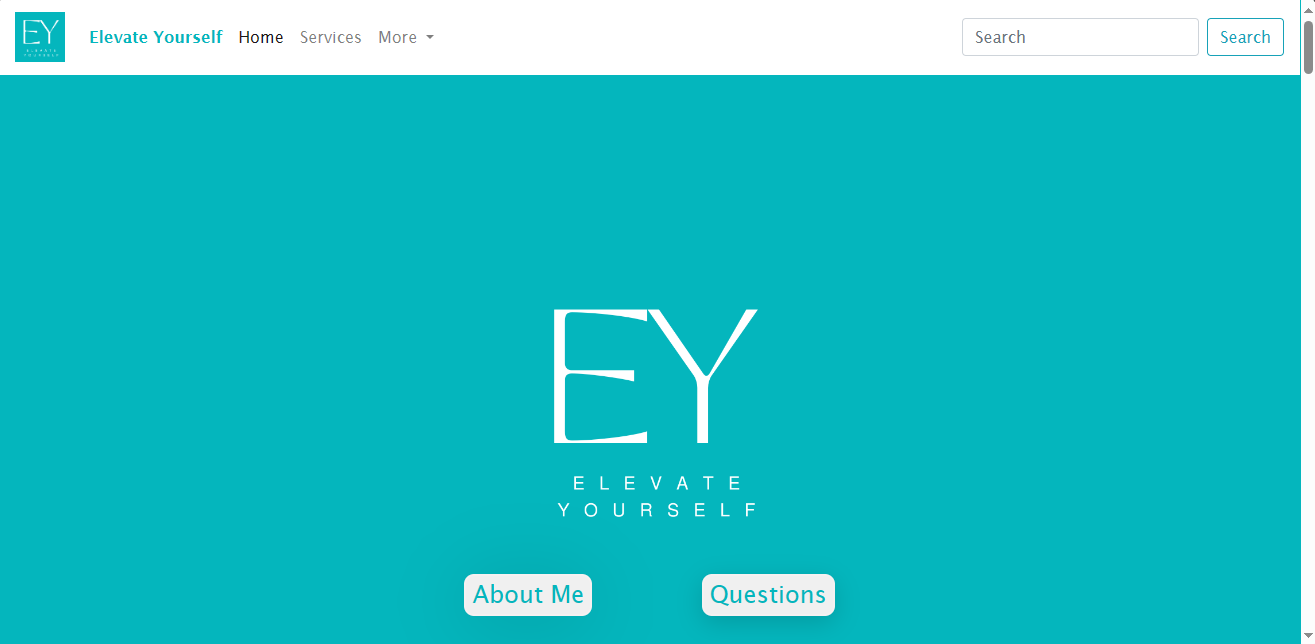 EY
ELEVATE
YOURSELF
Elevate Yourself Home Services More Search Search
EY
ELEVATE
YOURSELF
About Me Questions